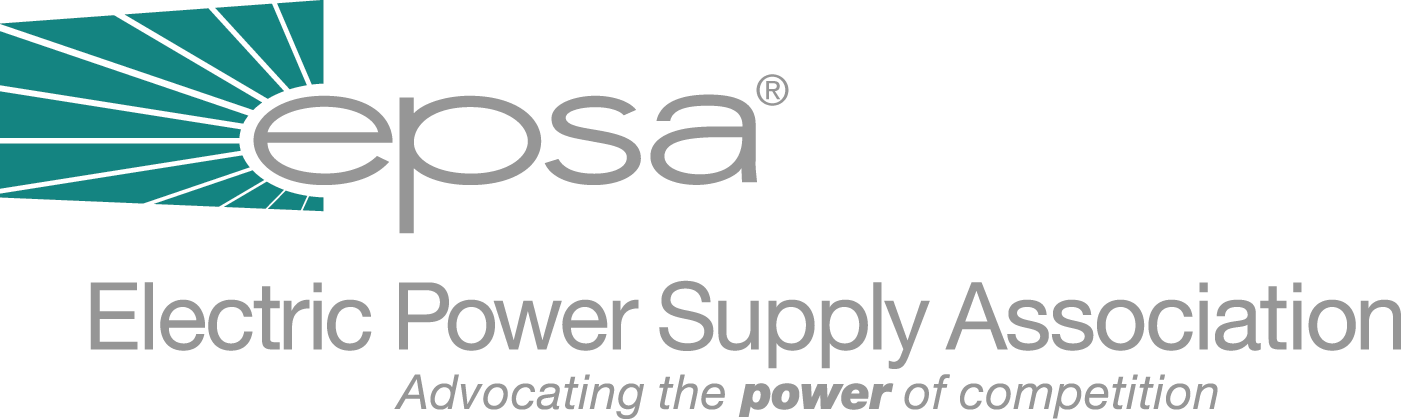 epsa®
Electric Power Supply Association
Advocating the power of competition